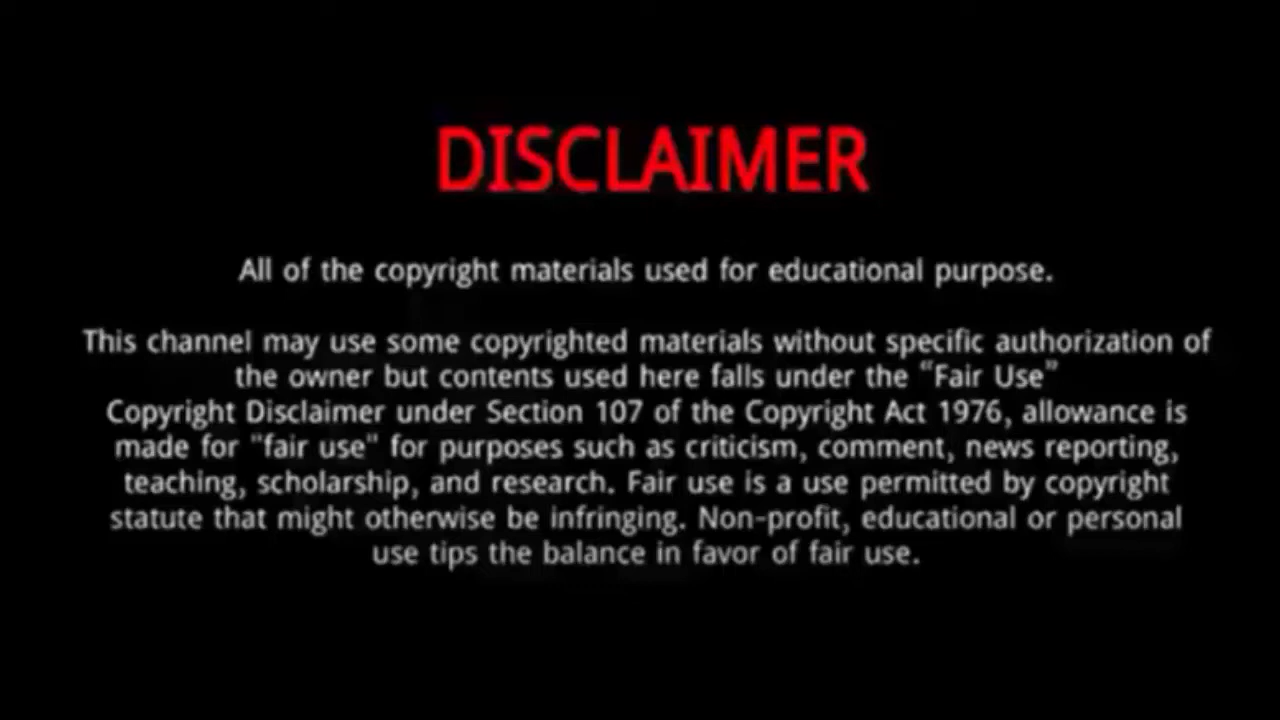 DISCLAIMER
All of the copyright materials used for educational purpose.
This channel may use some copyrighted materials without specific authorization of
the owner but contents used here falls under the “Fair Use”
Copyright Disclaimer under Section 107 of the Copyright Act 1976, allowance is
made for "fair use" for purposes such as criticism, comment, news reporting,
teaching, scholarship, and research. Fair use is a use permitted by copyright
statute that might otherwise be infringing. Non-profit, educational or personal
use tips the balance in favor of fair use.